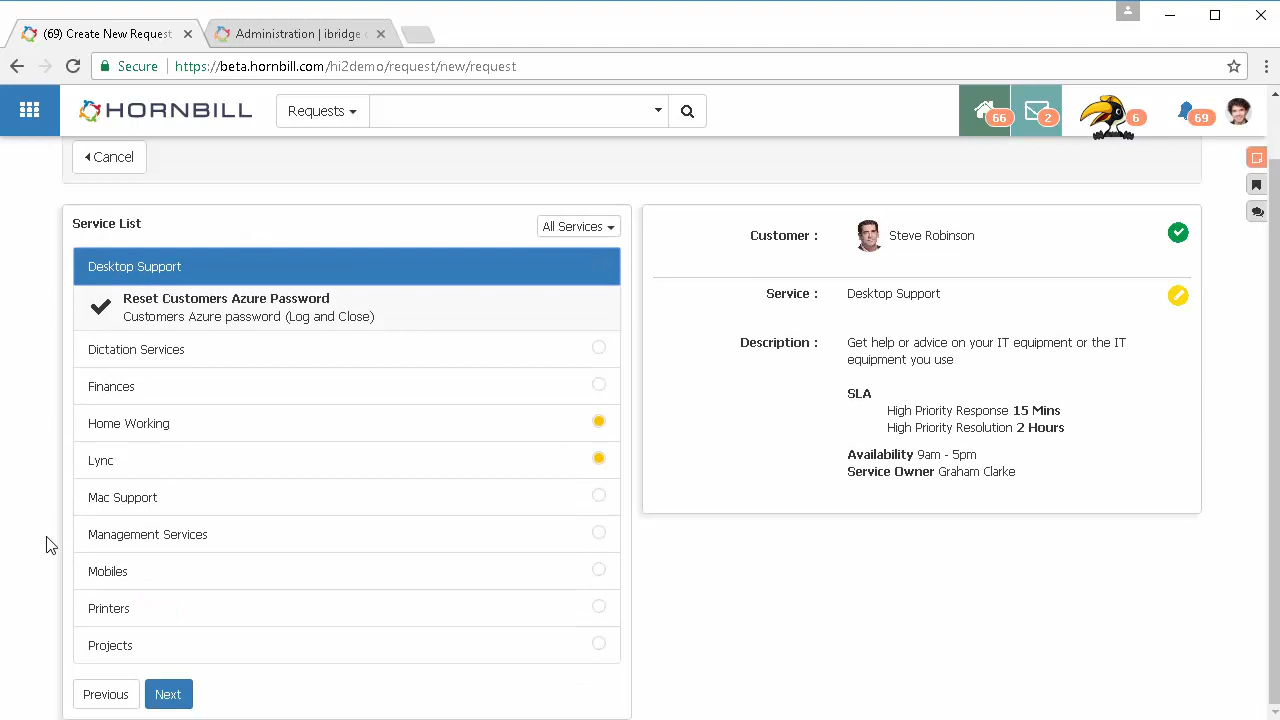 (69) Create New Request
Administration | ibridge
Secure
https://beta.hornbill.com/hi2demo/request/new/request
HORNBILL
Requests
66
2
6
69
Cancel
Service List
All Services
Desktop Support
Reset Customers Azure Password
Customers Azure password (Log and Close)
Dictation Services
Finances
Home Working
Lync
Mac Support
Management Services
Mobiles
Printers
Projects
Previous
Next
Customer :
Steve Robinson
Service :
Desktop Support
Description :
Get help or advice on your IT equipment or the IT
equipment you use
SLA
High Priority Response 15 Mins
High Priority Resolution 2 Hours
Availability 9am - 5pm
Service Owner Graham Clarke